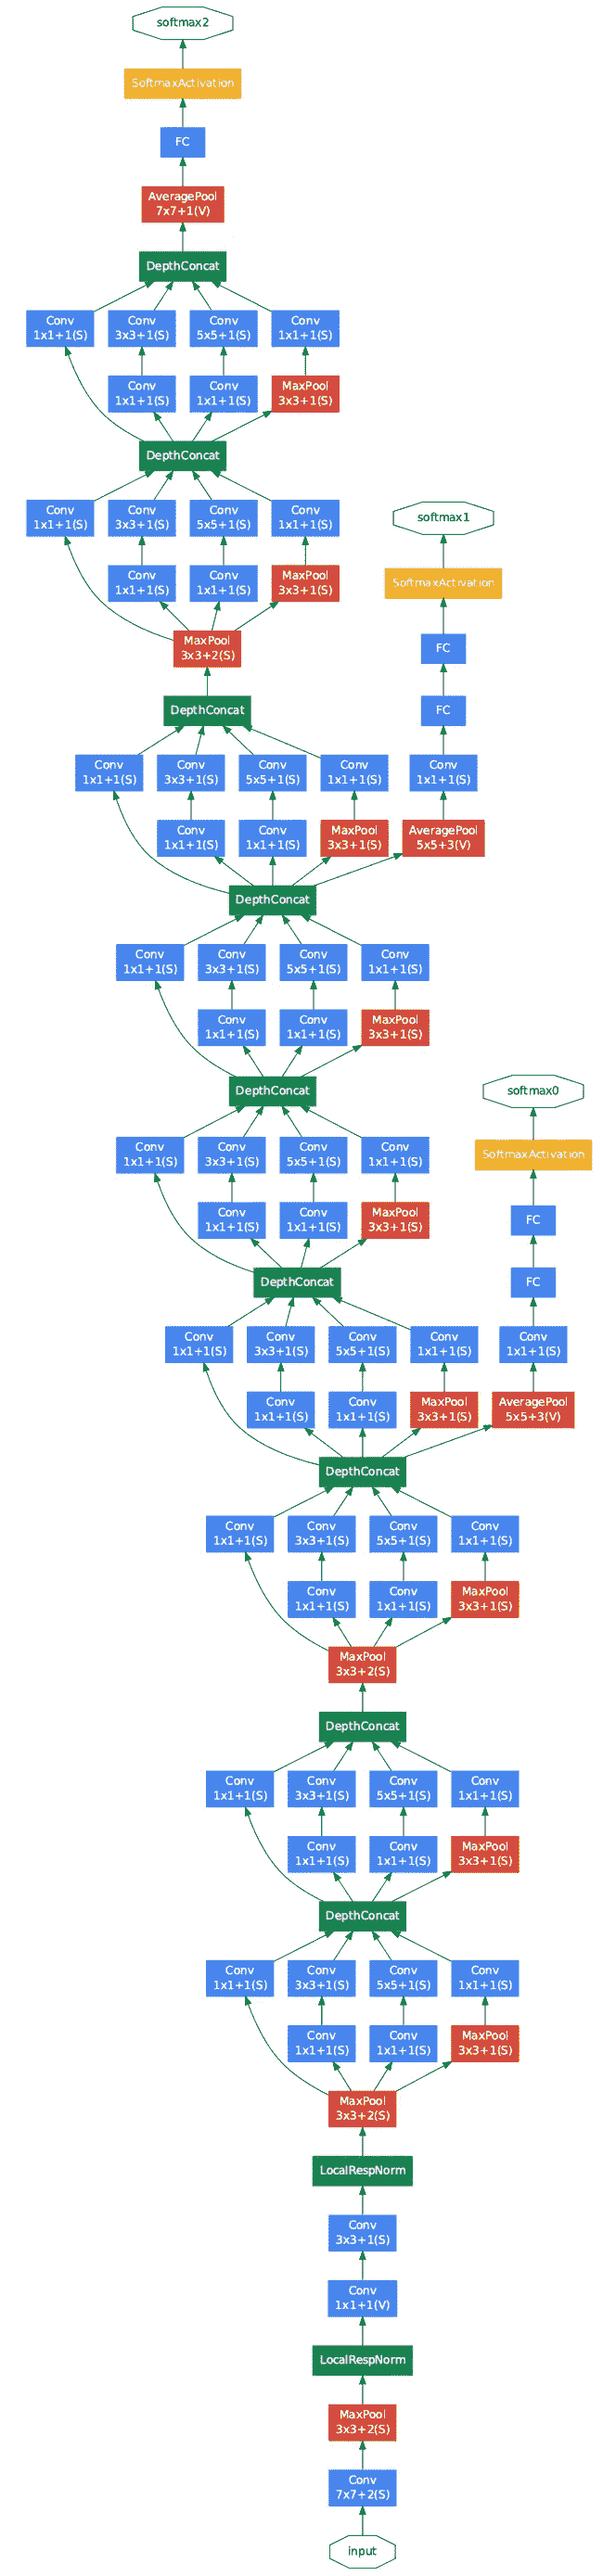 softmax2
SoftmaxActivation
FC
AveragePool
7x7+1(V)
DepthConcat
Conv
1x1+1(S)
Conv
3x3+1(S)
Conv
5x5+1(S)
Conv
1x1+1(S)
Conv
1x1+1(S)
Conv
1x1+1(S)
MaxPool
3x3+1(S)
DepthConcat
Conv
1x1+1(S)
Conv
3x3+1(S)
Conv
5x5+1(S)
Conv
1x1+1(S)
softmax1
Conv
1x1+1(S)
Conv
1x1+1(S)
MaxPool
3x3+1(S)
SoftmaxActivation
MaxPool
3x3+2(S)
FC
DepthConcat
FC
Conv
1x1+1(S)
Conv
3x3+1(S)
Conv
5x5+1(S)
Conv
1x1+1(S)
Conv
1x1+1(S)
Conv
1x1+1(S)
Conv
1x1+1(S)
MaxPool
3x3+1(S)
AveragePool
5x5+3(V)
DepthConcat
Conv
1x1+1(S)
Conv
3x3+1(S)
Conv
5x5+1(S)
Conv
1x1+1(S)
Conv
1x1+1(S)
Conv
1x1+1(S)
MaxPool
3x3+1(S)
DepthConcat
softmax0
Conv
1x1+1(S)
Conv
3x3+1(S)
Conv
5x5+1(S)
Conv
1x1+1(S)
SoftmaxActivation
Conv
1x1+1(S)
Conv
1x1+1(S)
MaxPool
3x3+1(S)
FC
DepthConcat
FC
Conv
1x1+1(S)
Conv
3x3+1(S)
Conv
5x5+1(S)
Conv
1x1+1(S)
Conv
1x1+1(S)
Conv
1x1+1(S)
Conv
1x1+1(S)
MaxPool
3x3+1(S)
AveragePool
5x5+3(V)
DepthConcat
Conv
1x1+1(S)
Conv
3x3+1(S)
Conv
5x5+1(S)
Conv
1x1+1(S)
Conv
1x1+1(S)
Conv
1x1+1(S)
MaxPool
3x3+1(S)
MaxPool
3x3+2(S)
DepthConcat
Conv
1x1+1(S)
Conv
3x3+1(S)
Conv
5x5+1(S)
Conv
1x1+1(S)
Conv
1x1+1(S)
Conv
1x1+1(S)
MaxPool
3x3+1(S)
DepthConcat
Conv
1x1+1(S)
Conv
3x3+1(S)
Conv
5x5+1(S)
Conv
1x1+1(S)
Conv
1x1+1(S)
Conv
1x1+1(S)
MaxPool
3x3+1(S)
MaxPool
3x3+2(S)
LocalRespNorm
Conv
3x3+1(S)
Conv
1x1+1(V)
LocalRespNorm
MaxPool
3x3+2(S)
Conv
7x7+2(S)
input